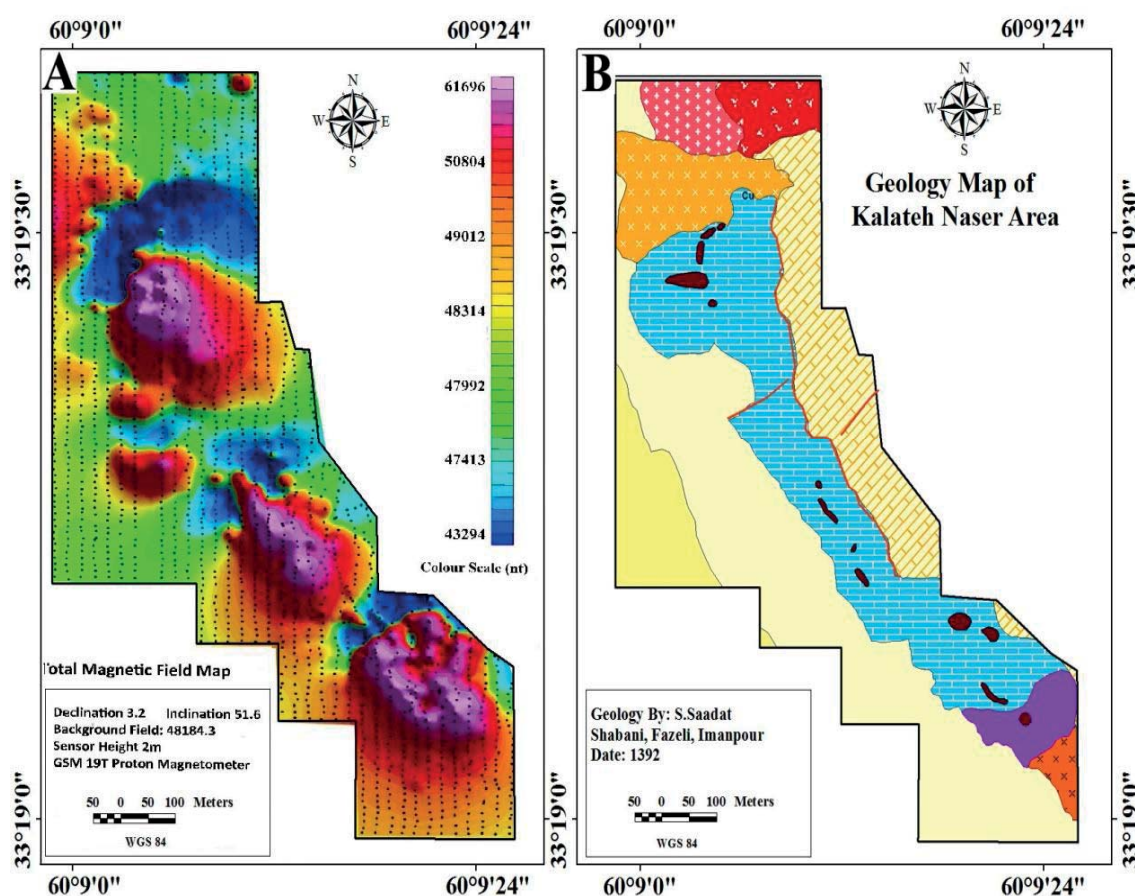 60°9'0"
60°9'24"
A
N
W E
S
61696
50804
49012
48314
47992
47413
43294
Colour Scale (nt)
33°19'30"
33°19'0"
Total Magnetic Field Map
Declination 3.2 Inclination 51.6
Background Field: 48184.3
Sensor Height 2m
GSM 19T Proton Magnetometer
50 0 50 100 Meters
WGS 84
60°9'0"
60°9'24"
60°9'0"
60°9'24"
B
N
W E
S
Geology Map of
Kalateh Naser Area
Cu
33°19'30"
33°19'0"
Geology By: S.Saadat
Shabani, Fazeli, Imanpour
Date: 1392
50 0 50 100 Meters
WGS 84
60°9'0"
60°9'24"